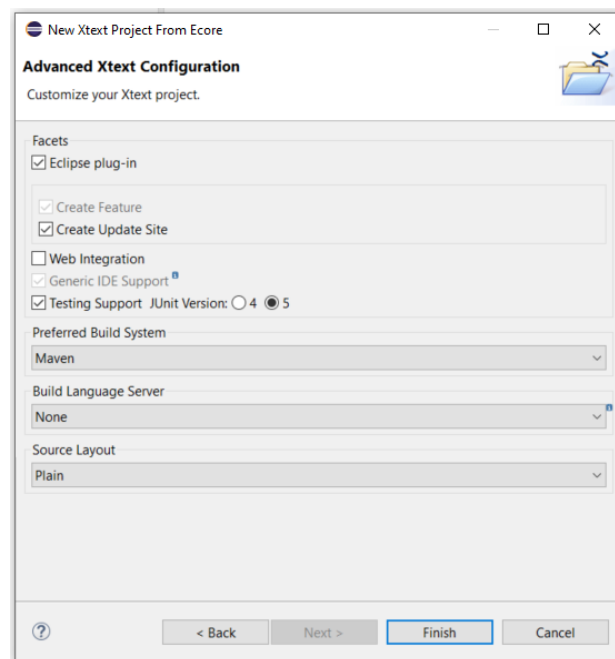 New Xtext Project From Ecore
Advanced Xtext Configuration
Customize your Xtext project.
Facets
Eclipse plug-in
Create Feature
Create Update Site
Web Integration
Generic IDE Support
Testing Support JUnit Version: 4 5
Preferred Build System
Maven
Build Language Server
None
Source Layout
Plain
? < Back Next > Finish Cancel